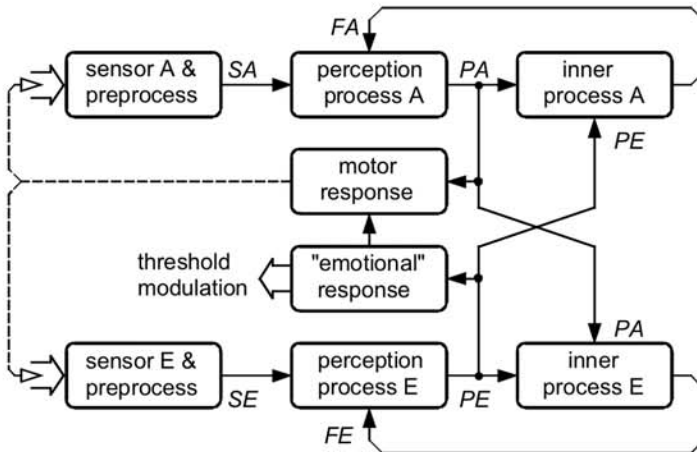 FA
sensor A &
preprocess
SA
perception
process A
PA
inner
process A
PE
motor
response
threshold
modulation
"emotional"
response
PA
sensor E &
preprocess
SE
perception
process E
PE
inner
process E
FE